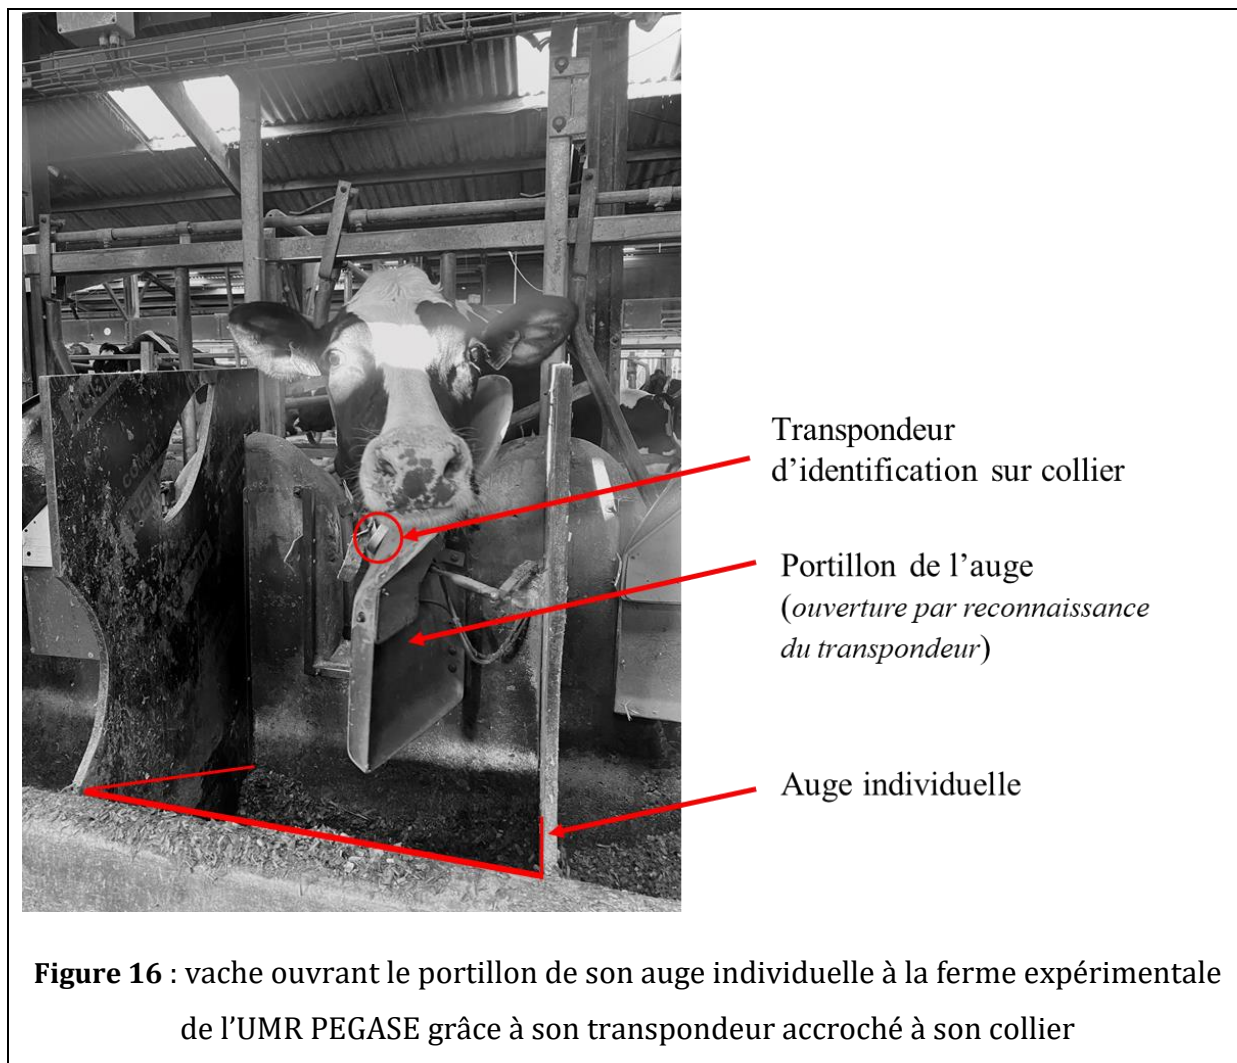 Transpondeur
d’identification sur collier
Portillon de l’auge
(ouverture par reconnaissance
du transpondeur)
Auge individuelle
Figure 16 : vache ouvrant le portillon de son auge individuelle à la ferme expérimentale
de l’UMR PEGASE grâce à son transpondeur accroché à son collier